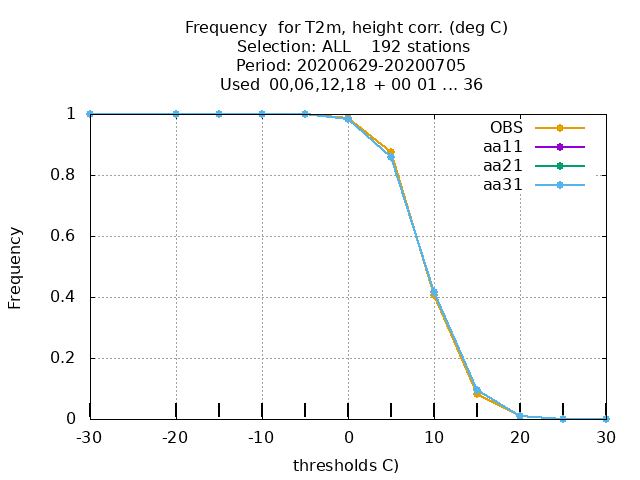 Frequency  for T2m, height corr. (deg C)
Selection: ALL    192 stations
Period: 20200629-20200705
Used  00,06,12,18  + 00 01 ... 36
OBS
aa11
aa21
aa31
Frequency
1
0.8
0.6
0.4
0.2
0
-30 -20 -10 0 10 20 30
thresholds C)